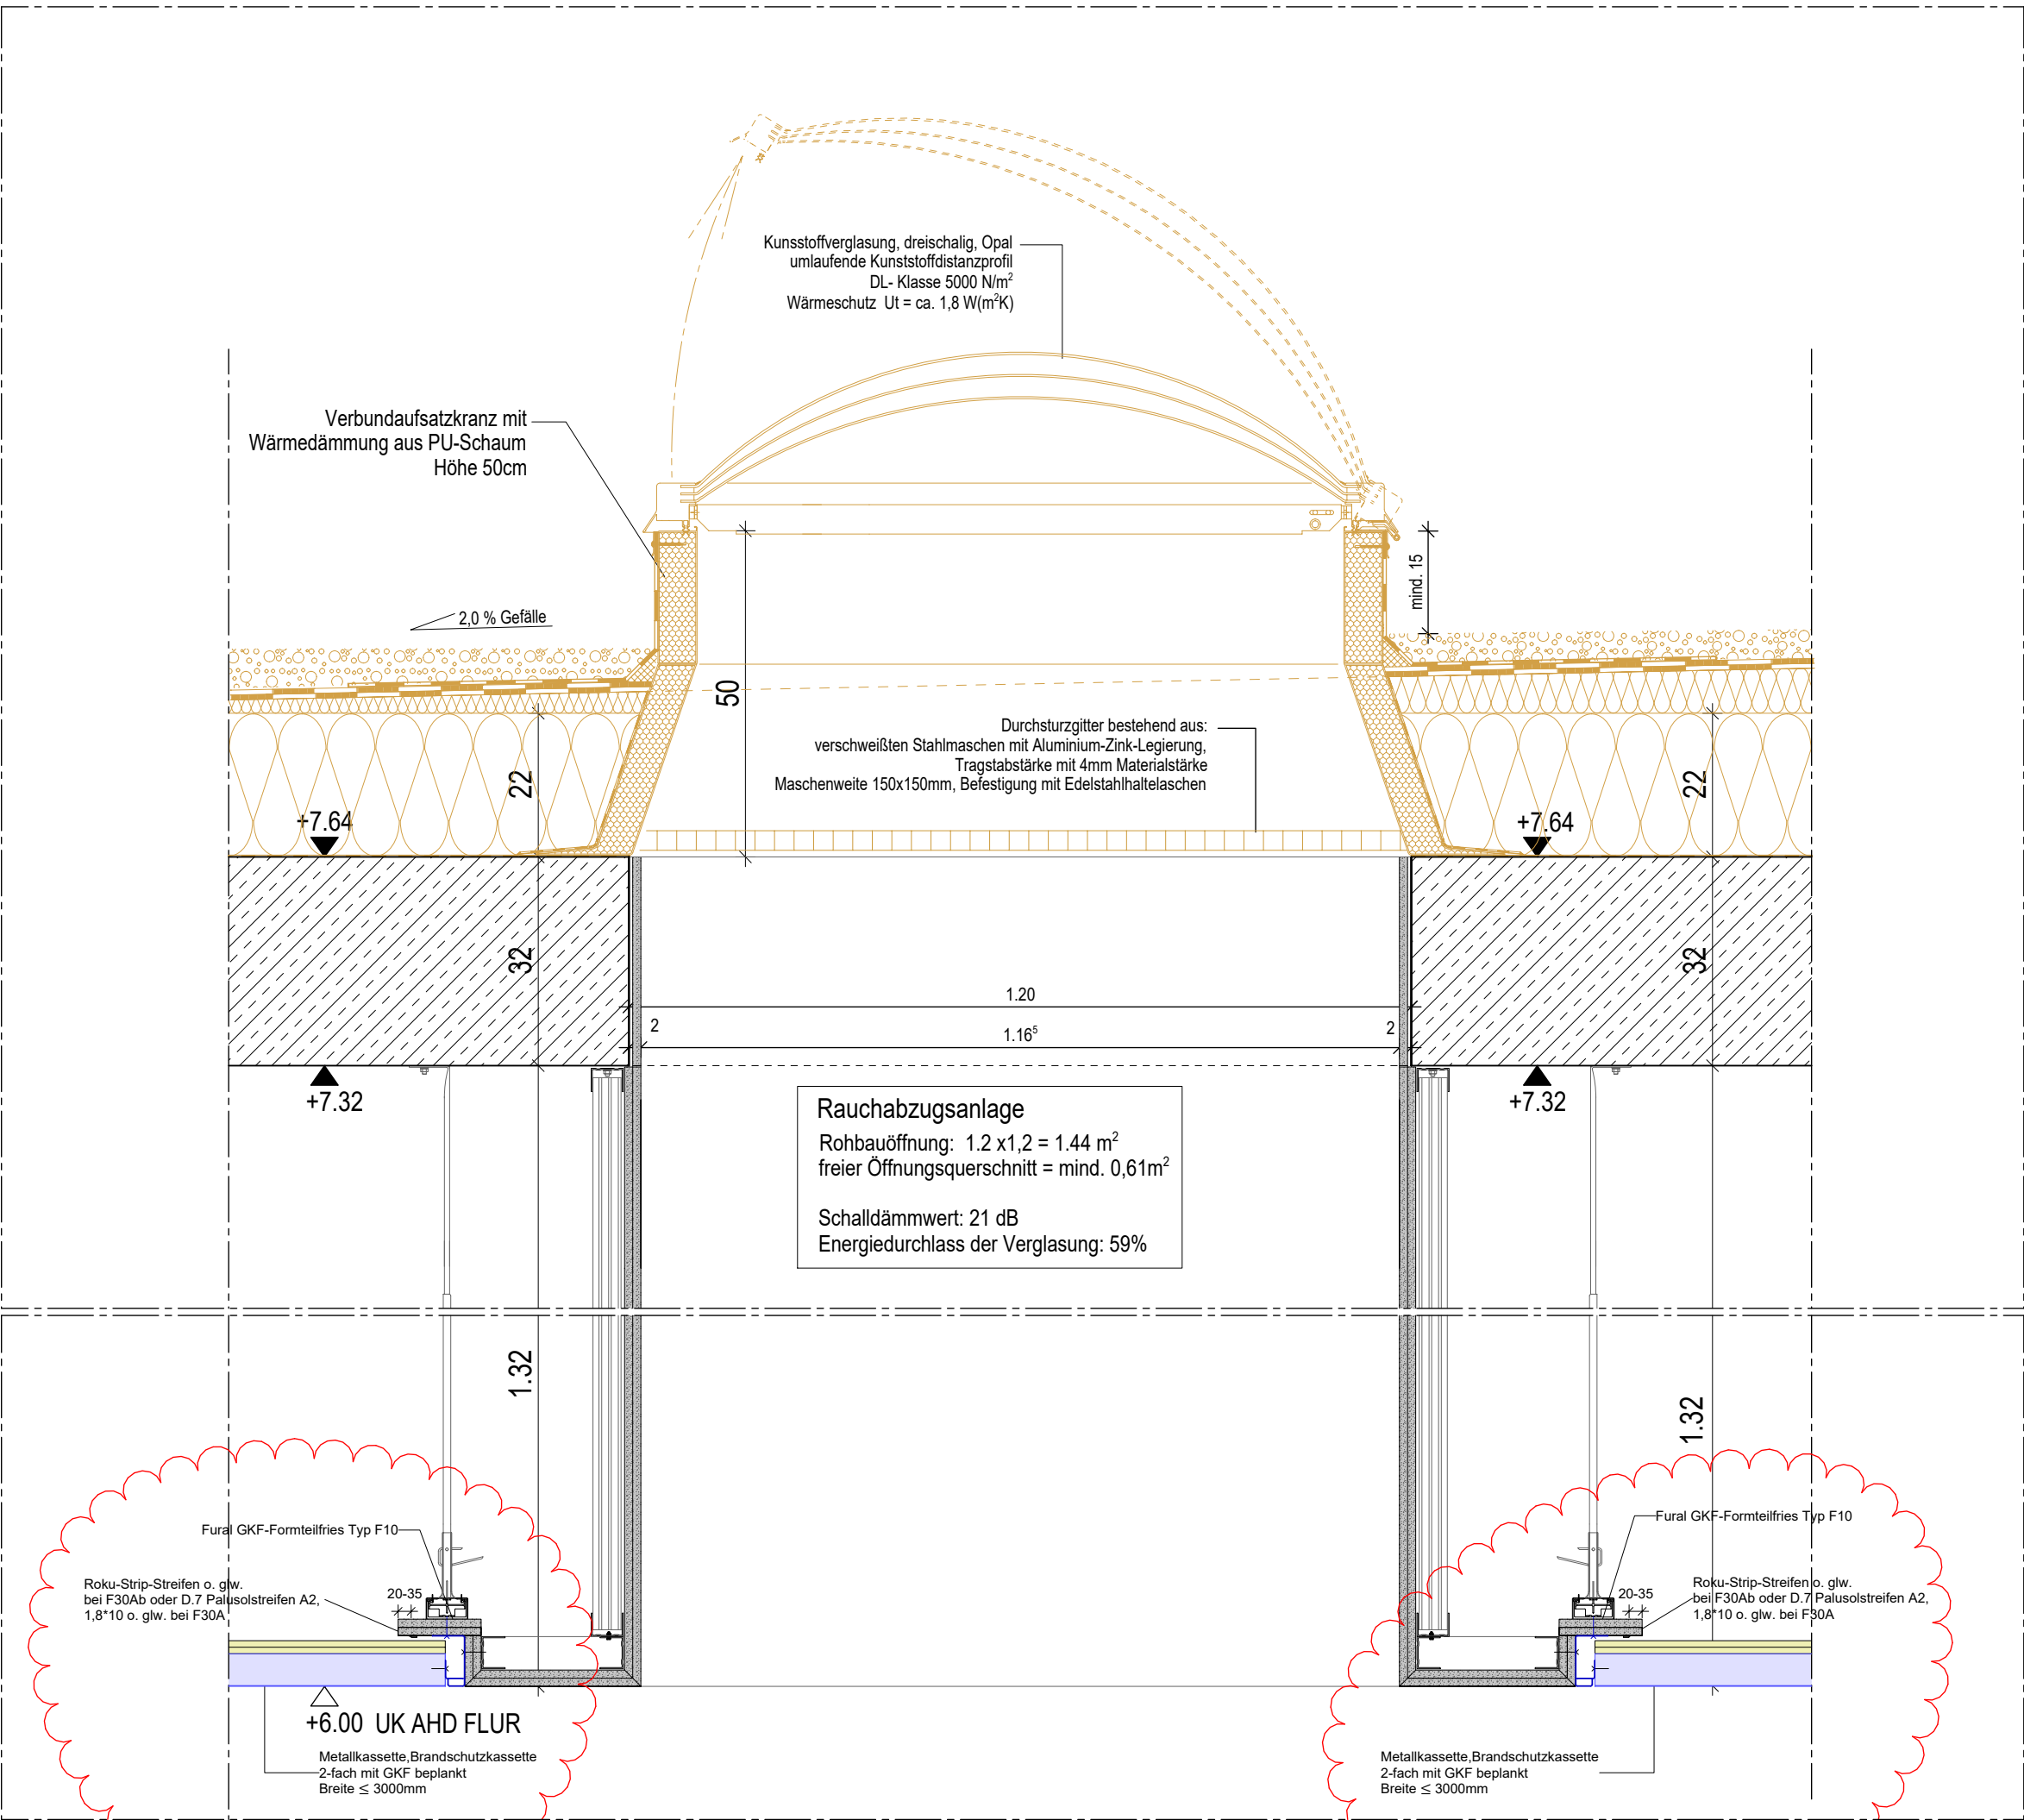 Kunsstoffverglasung, dreischalig, Opal
umlaufende Kunststoffdistanzprofil
DL- Klasse 5000 N/m²
Wärmeschutz Ut = ca. 1,8 W(m²K)
Verbundaufsatzkranz mit
Wärmedämmung aus PU-Schaum
Höhe 50cm
mind. 15
2,0 % Gefälle
50
Durchsturzgitter bestehend aus:
verschweißten Stahlmaschen mit Aluminium-Zink-Legierung,
Tragstabstärke mit 4mm Materialstärke
Maschenweite 150x150mm, Befestigung mit Edelstahlhaltelaschen
22
22
+7.64
+7.64
32
32
1.20
2
1.16⁵
2
+7.32
+7.32
Rauchabzugsanlage
Rohbauöffnung: 1.2 x1,2 = 1.44 m²
freier Öffnungsquerschnitt = mind. 0,61m²
Schalldämmwert: 21 dB
Energiedurchlass der Verglasung: 59%
1.32
1.32
Fural GKF-Formteilfries Typ F10
Fural GKF-Formteilfries Typ F10
Roku-Strip-Streifen o. glw.
bei F30Ab oder D.7 Palusolstreifen A2,
1,8*10 o. glw. bei F30A
20-35
20-35
Roku-Strip-Streifen o. glw.
bei F30Ab oder D.7 Palusolstreifen A2,
1,8*10 o. glw. bei F30A
+6.00 UK AHD FLUR
Metallkassette,Brandschutzkassette
2-fach mit GKF beplankt
Breite ≤ 3000mm
Metallkassette,Brandschutzkassette
2-fach mit GKF beplankt
Breite ≤ 3000mm